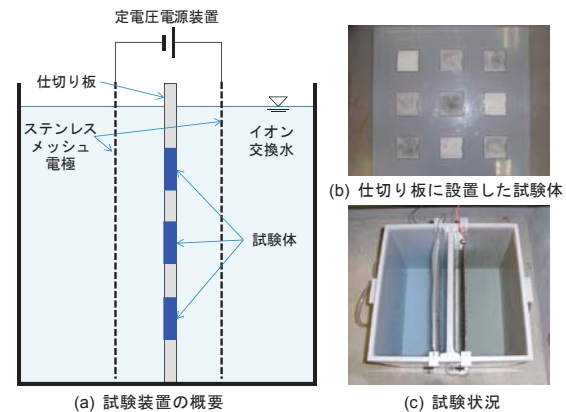 定電圧電源装置
仕切り板
ステンレス
メッシュ
電極
イオン
交換水
試験体
(a) 試験装置の概要
(b) 仕切り板に設置した試験体
(c) 試験状況